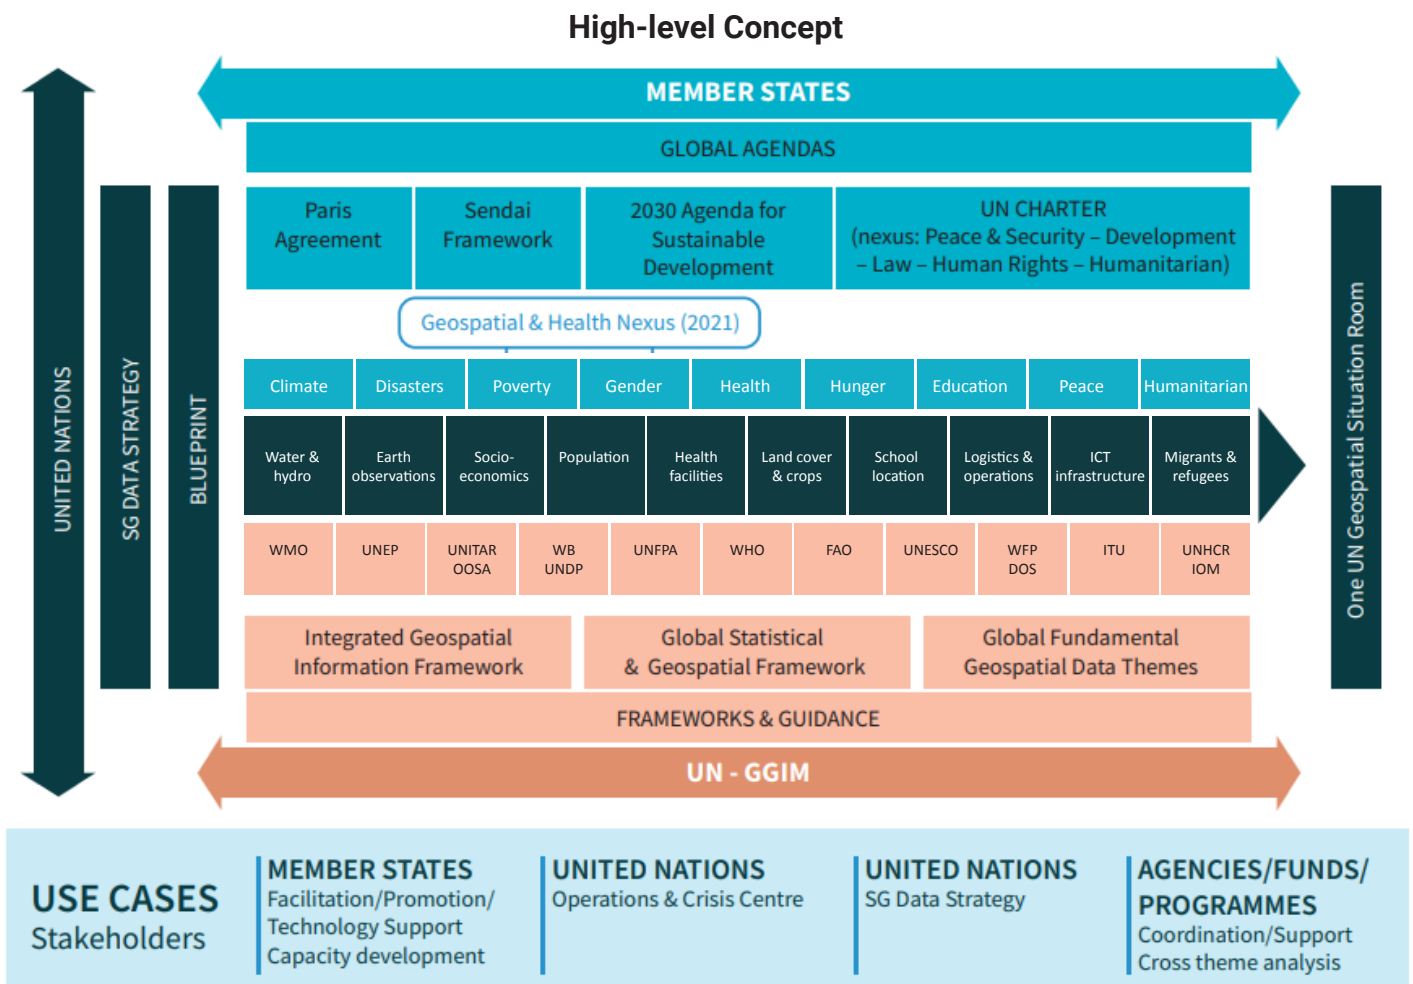 High-level Concept
MEMBER STATES
GLOBAL AGENDAS
Paris
Agreement
Sendai
Framework
2030 Agenda for
Sustainable
Development
UN CHARTER
(nexus: Peace & Security – Development
– Law – Human Rights – Humanitarian)
Geospatial & Health Nexus (2021)
UNITED NATIONS
SG DATA STRATEGY
BLUEPRINT
Climate
Disasters
Poverty
Gender
Health
Hunger
Education
Peace
Humanitarian
Water &
hydro
Earth
observations
Socio-
economics
Population
Health
facilities
Land cover
& crops
School
location
Logistics &
operations
ICT
infrastructure
Migrants &
refugees
One UN Geospatial Situation Room
WMO
UNEP
UNITAR
OOSA
WB
UNDP
UNFPA
WHO
FAO
UNESCO
WFP
DOS
ITU
UNHCR
IOM
Integrated Geospatial
Information Framework
Global Statistical
& Geospatial Framework
Global Fundamental
Geospatial Data Themes
FRAMEWORKS & GUIDANCE
UN - GGIM
USE CASES
Stakeholders
MEMBER STATES
Facilitation/Promotion/
Technology Support
Capacity development
UNITED NATIONS
Operations & Crisis Centre
UNITED NATIONS
SG Data Strategy
AGENCIES/FUNDS/
PROGRAMMES
Coordination/Support
Cross theme analysis